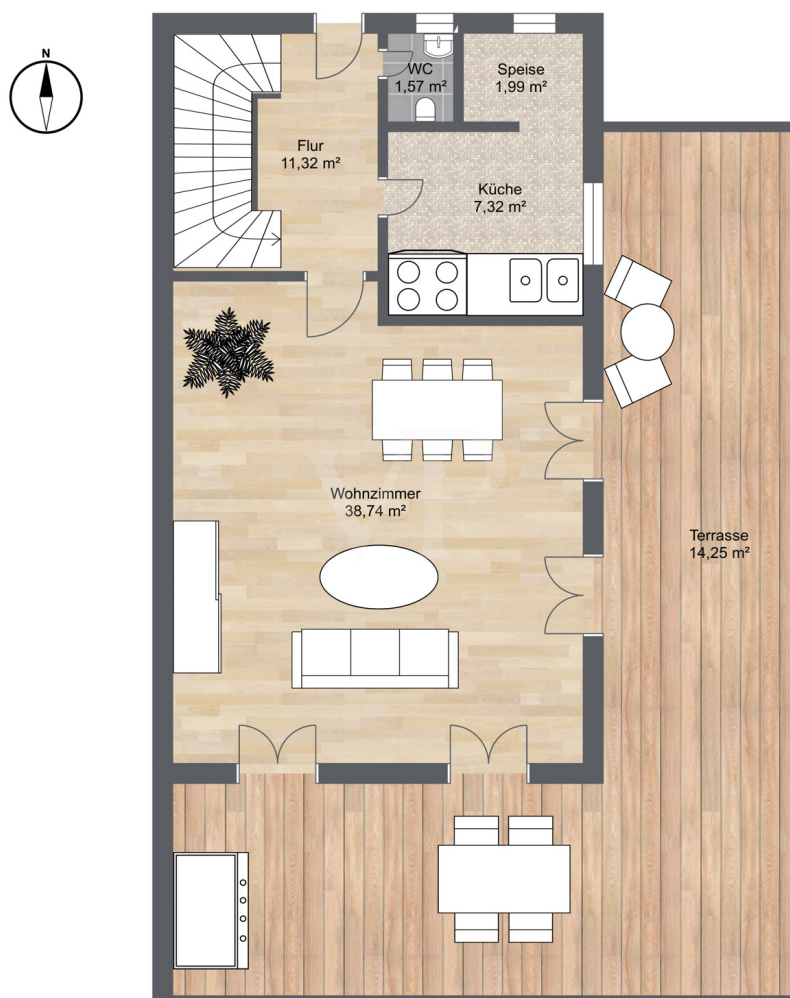 N
WC
1,57 m²
Speise
1,99 m²
Flur
11,32 m²
Küche
7,32 m²
Wohnzimmer
38,74 m²
Terrasse
14,25 m²
VP